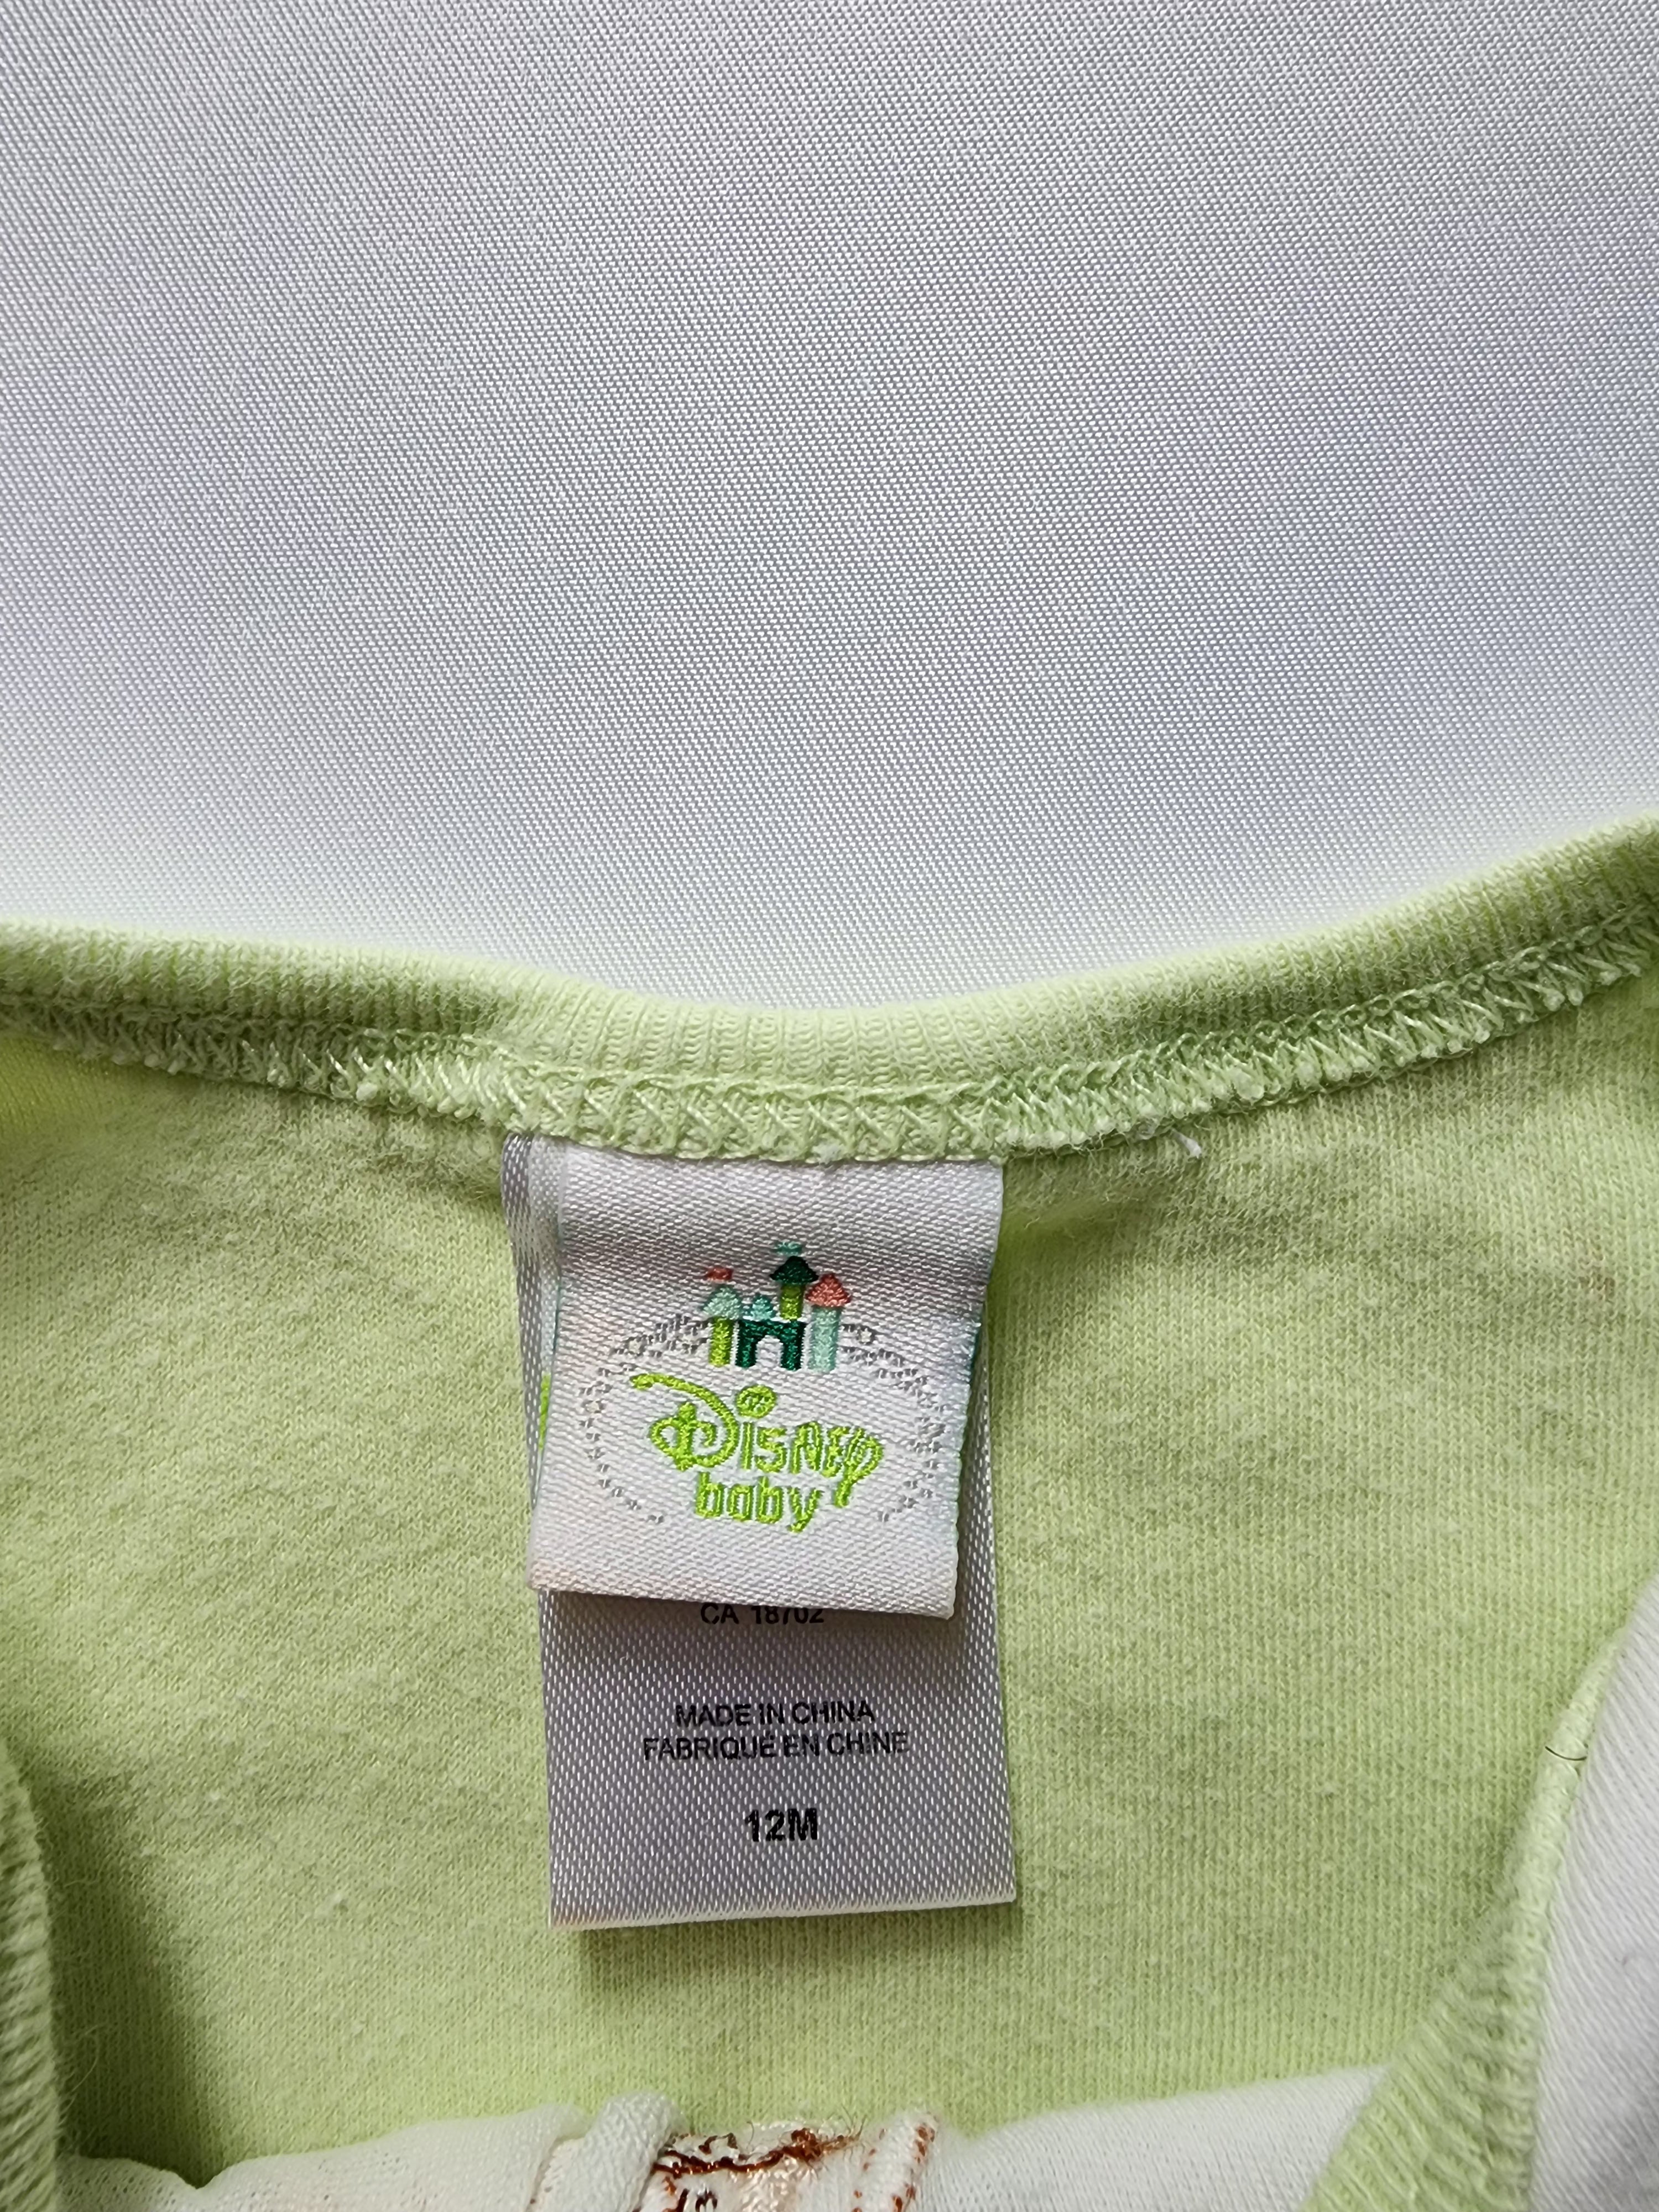 Disney
baby
CA 18702
MADE IN CHINA
FABRIQUÉ EN CHINE
12M